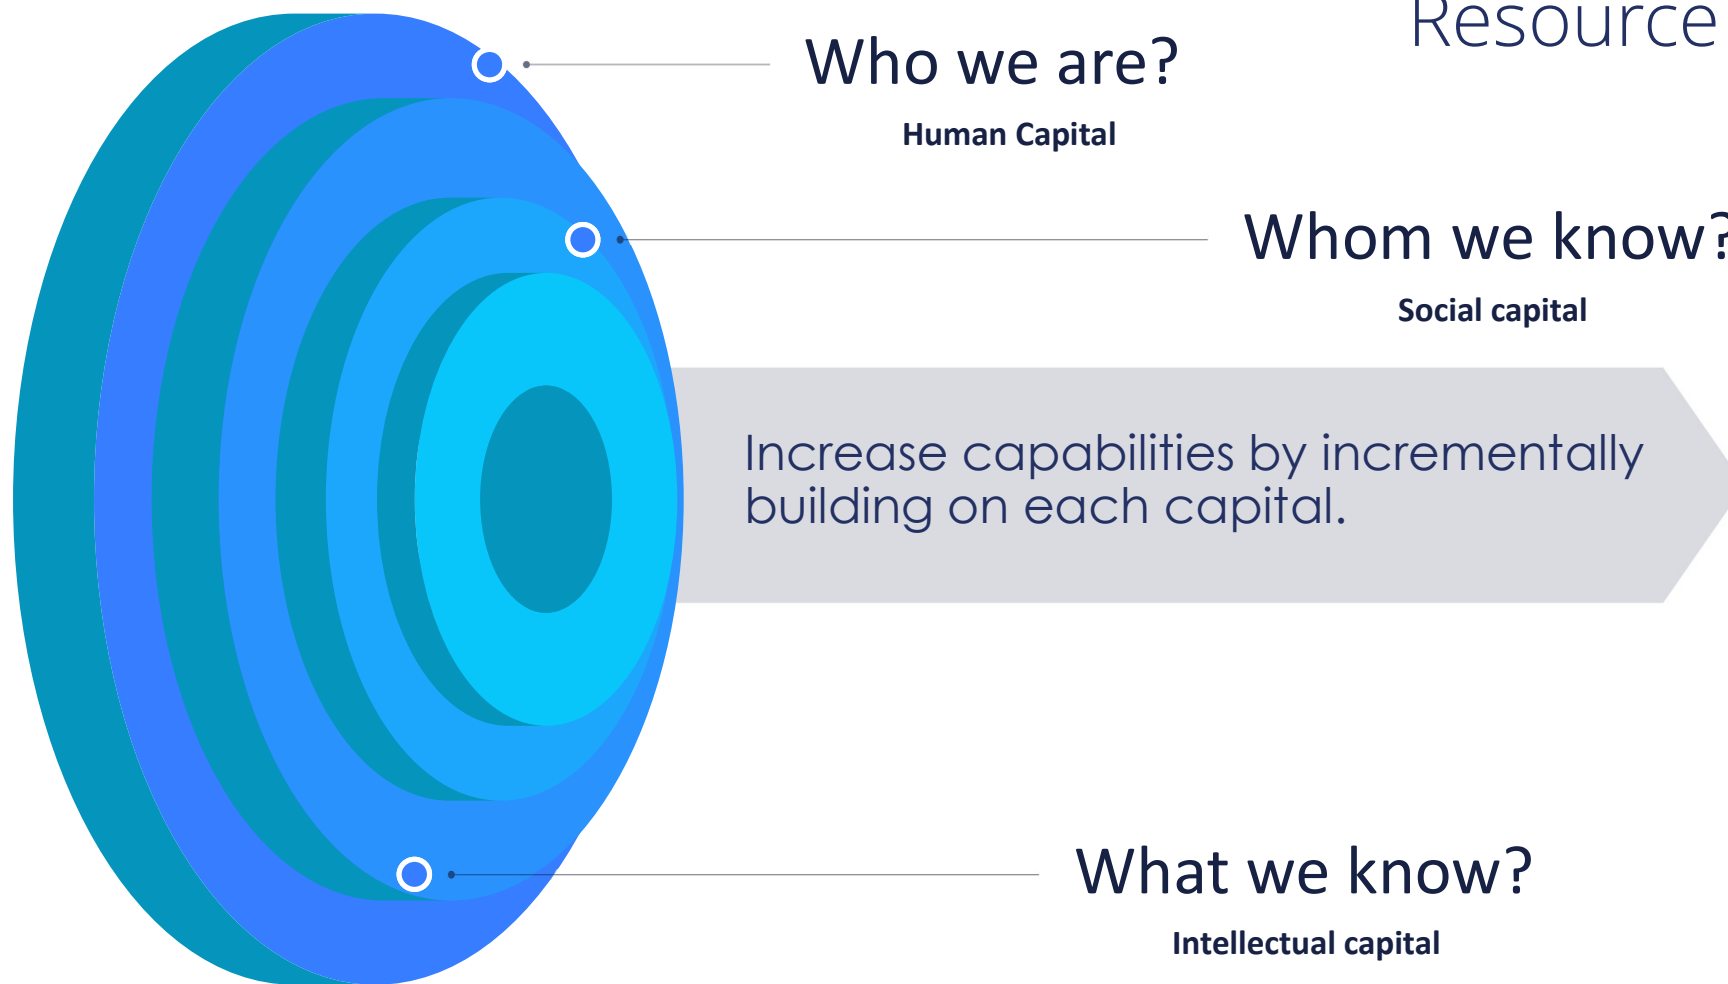 Resource
Who we are?
Human Capital
Whom we know?
Social capital
Increase capabilities by incrementally
building on each capital.
What we know?
Intellectual capital